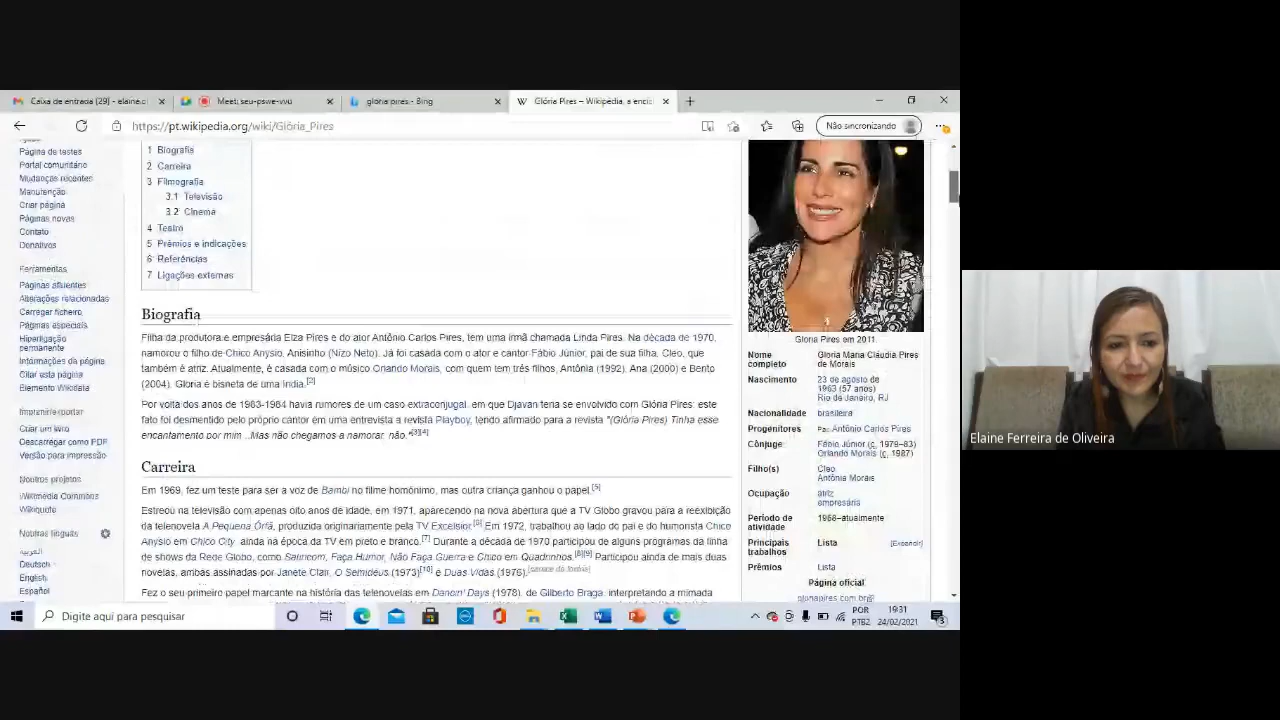 Caixa de entrada (29) - elaine.c
Meet: seu-pswe-vvu
gloria pires - Bing
Glória Pires – Wikipédia, a encic
https://pt.wikipedia.org/wiki/Glória_Pires
Não sincronizando
Página de testes
Portal comunitário
Mudanças recentes
Manutenção
Criar página
Páginas novas
Contato
Donativos
Ferramentas
Páginas afluentes
Alterações relacionadas
Carregar ficheiro
Páginas especiais
Hiperligação
permanente
Informações da página
Citar esta página
Elemento Wikidata
Imprimir/exportar
Criar um livro
Descarregar como PDF
Versão para impressão
Noutros projetos
Wikimedia Commons
Wikiquote
Noutras línguas
العربية
Deutsch
English
Español
1 Biografia
2 Carreira
3 Filmografia
3.1 Televisão
3.2 Cinema
4 Teatro
5 Prêmios e indicações
6 Referências
7 Ligações externas
Biografia
Filha da produtora e empresária Elza Pires e do ator Antônio Carlos Pires, tem uma irmã chamada Linda Pires. Na década de 1970,
namorou o filho de Chico Anysio, Anisinho (Nizo Neto). Já foi casada com o ator e cantor Fábio Júnior, pai de sua filha, Cleo, que
também é atriz. Atualmente, é casada com o músico Orlando Morais, com quem tem três filhos, Antônia (1992), Ana (2000) e Bento
(2004). Glória é bisneta de uma índia.[2]
Por volta dos anos de 1983-1984 havia rumores de um caso extraconjugal, em que Djavan teria se envolvido com Glória Pires; este
fato foi desmentido pelo próprio cantor em uma entrevista a revista Playboy, tendo afirmado para a revista "(Glória Pires) Tinha esse
encantamento por mim ...Mas não chegamos a namorar, não."[3][4]
Carreira
Em 1969, fez um teste para ser a voz de Bambi no filme homônimo, mas outra criança ganhou o papel.[5]
Estreou na televisão com apenas oito anos de idade, em 1971, aparecendo na nova abertura que a TV Globo gravou para a reexibição
da telenovela A Pequena Órfã, produzida originariamente pela TV Excelsior.[6] Em 1972, trabalhou ao lado do pai e do humorista Chico
Anysio em Chico City, ainda na época da TV em preto e branco.[7] Durante a década de 1970 participou de alguns programas da linha
de shows da Rede Globo, como Satiricom, Faça Humor, Não Faça Guerra e Chico em Quadrinhos.[8][9] Participou ainda de mais duas
novelas, ambas assinadas por Janete Clair, O Semideus (1973)[10] e Duas Vidas (1976).[carece de fontes]
Fez o seu primeiro papel marcante na história das telenovelas em Dancin' Days (1978), de Gilberto Braga, interpretando a mimada
Glória Pires em 2011
Nome completo Glória Maria Cláudia Pires de Morais
Nascimento 23 de agosto de 1963 (57 anos)
Rio de Janeiro, RJ
Nacionalidade brasileira
Progenitores Pai: Antônio Carlos Pires
Cônjuge Fábio Júnior (c. 1979–83)
Orlando Morais (c. 1987)
Filho(s) Cleo
Antônia Morais
Ocupação atriz
empresária
Período de atividade 1968–atualmente
Principais trabalhos Lista [Expandir]
Prêmios Lista
Página oficial
gloriapires.com.br
Digite aqui para pesquisar
POR
PTB2
19:31
24/02/2021
3
Elaine Ferreira de Oliveira